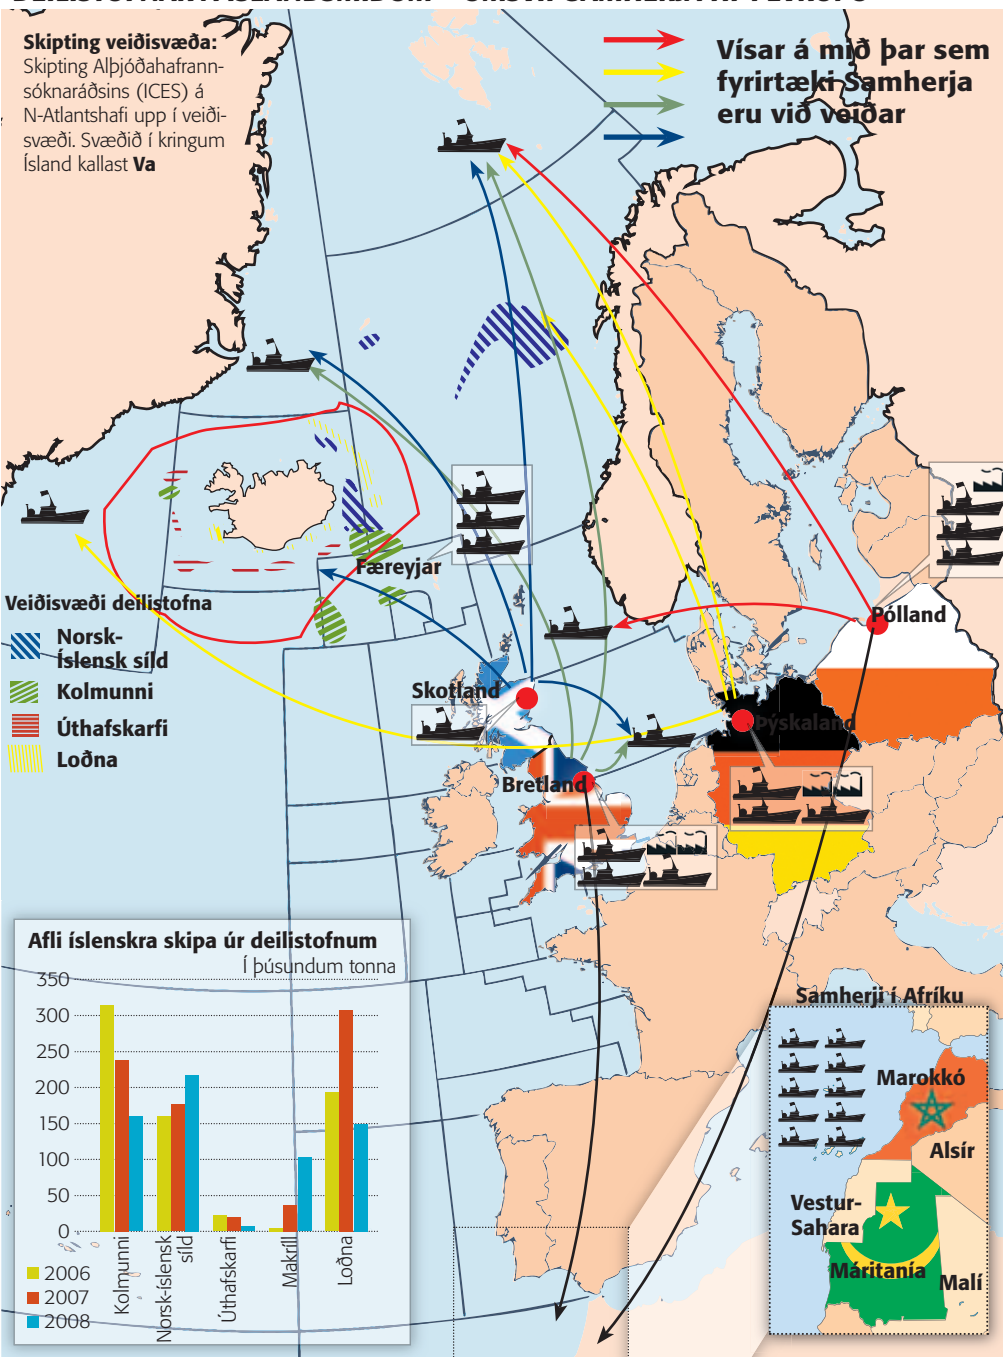 Skipting veiðisvæða:
Skipting Alþjóðahafrann-
sóknaráðsins (ICES) á
N-Atlantshafi upp í veiði-
svæði. Svæðið í kringum
Ísland kallast Va
Vísar á mið þar sem
fyrirtæki Samherja
eru við veiðar
Færeyjar
Veiðisvæði deilistofna
Norsk-
Íslensk síld
Kolmunni
Úthafskarfi
Loðna
Pólland
Skotland
Þýskaland
Bretland
Afli íslenskra skipa úr deilistofnum
Í þúsundum tonna
350
300
250
200
150
100
50
0
Kolmunni
Norsk-íslensk
síld
Úthafskarfi
Makríll
Loðna
2006
2007
2008
Samherji í Afríku
Marokkó
Alsír
Vestur-
Sahara
Máritanía
Malí